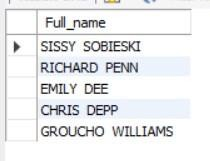 Full_name
SISSY SOBIESKI
RICHARD PENN
EMILY DEE
CHRIS DEPP
GROUCHO WILLIAMS